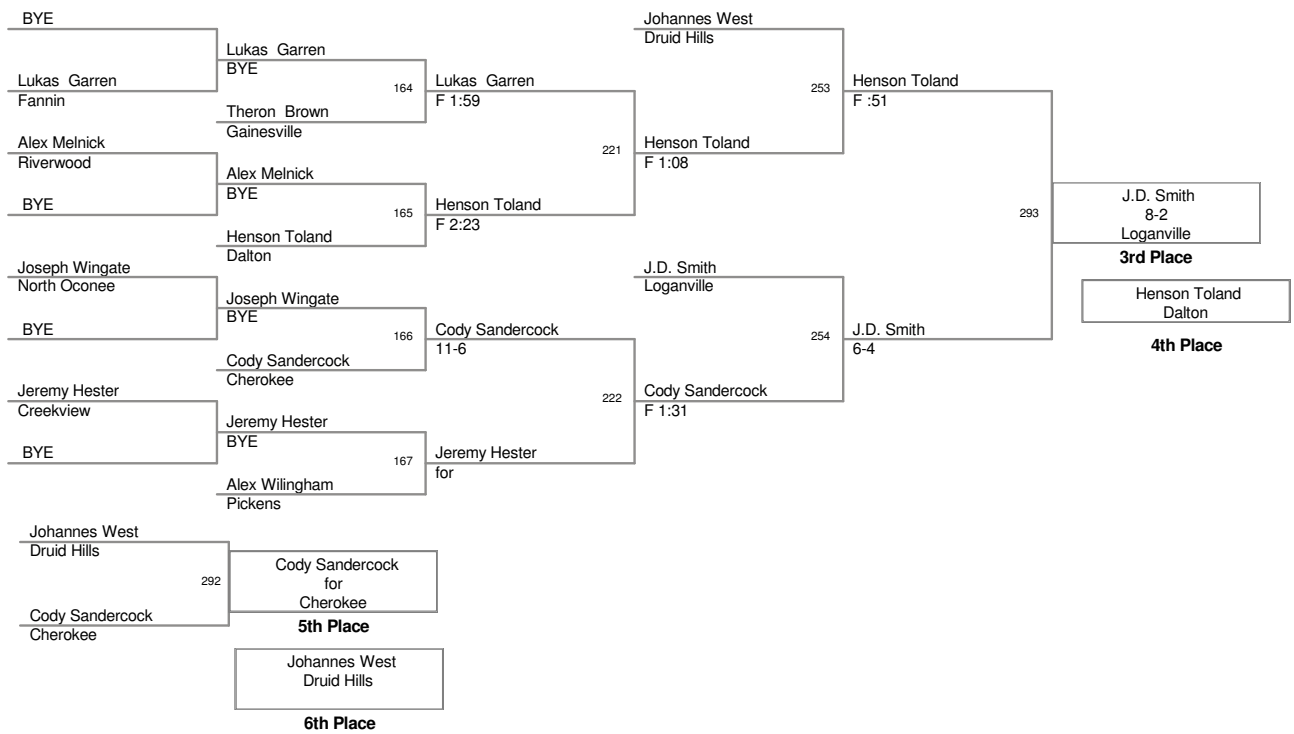 BYE
Lukas Garren
Fannin
Alex Melnick
Riverwood
BYE
Joseph Wingate
North Oconee
BYE
Jeremy Hester
Creekview
BYE
Lukas Garren
BYE
164
Theron Brown
Gainesville
Alex Melnick
BYE
165
Henson Toland
Dalton
Joseph Wingate
BYE
166
Cody Sandercock
Cherokee
Jeremy Hester
BYE
167
Alex Wilingham
Pickens
Lukas Garren
F 1:59
221
Henson Toland
F 2:23
Cody Sandercock
11-6
222
Jeremy Hester
for
Johannes West
Druid Hills
253
Henson Toland
F 1:08
J.D. Smith
Loganville
254
Cody Sandercock
F 1:31
Henson Toland
F :51
293
J.D. Smith
6-4
J.D. Smith
8-2
Loganville
3rd Place
Henson Toland
Dalton
4th Place
Johannes West
Druid Hills
292
Cody Sandercock
Cherokee
Cody Sandercock
for
Cherokee
5th Place
Johannes West
Druid Hills
6th Place